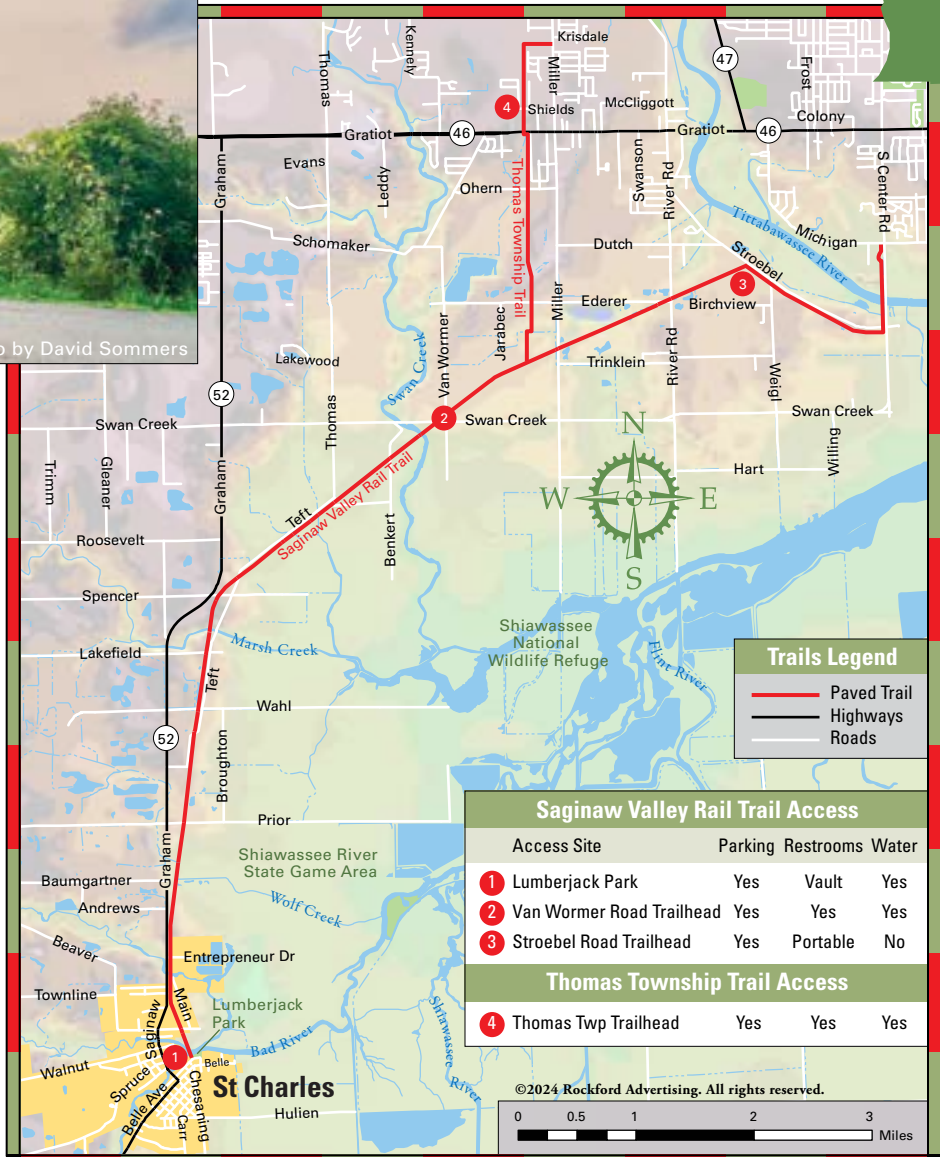 o by David Sommers
Krisdale
Kennely
Thomas
Miller
47
Frost
4
Shields
McCliggott
Colony
Gratiot
46
Gratiot
46
Graham
Evans
Leddy
Ohern
Thomas Township Trail
Swanson
River Rd
S Center Rd
Schomaker
Dutch
Tittabawassee River
Michigan
Stroebel
3
Miller
Ederer
Birchview
Jarabec
Van Wormer
Lakewood
Swan Creek
Trinklein
River Rd
Weigl
52
Thomas
2
Swan Creek
Swan Creek
Swan Creek
Willing
N
W
E
S
Hart
Trimm
Gleaner
Graham
Teft
Saginaw Valley Rail Trail
Roosevelt
Benkert
Spencer
Marsh Creek
Lakefield
Shiawassee
National
Wildlife Refuge
Flint River
Teft
Wahl
52
Broughton
Prior
Trails Legend
Paved Trail
Highways
Roads
Saginaw Valley Rail Trail Access
Access Site Parking Restrooms Water
1 Lumberjack Park Yes Vault Yes
2 Van Wormer Road Trailhead Yes Yes Yes
3 Stroebel Road Trailhead Yes Portable No
Thomas Township Trail Access
4 Thomas Twp Trailhead Yes Yes Yes
Graham
Shiawassee River
State Game Area
Baumgartner
Andrews
Wolf Creek
Beaver
Entrepreneur Dr
Townline
Main
Saginaw
Lumberjack
Park
Bad River
Shiawassee River
1
Belle
Walnut
Spruce
St Charles
Belle Ave
Chesaning
Carr
Hulien
©2024 Rockford Advertising. All rights reserved.
0 0.5 1 2 3
Miles